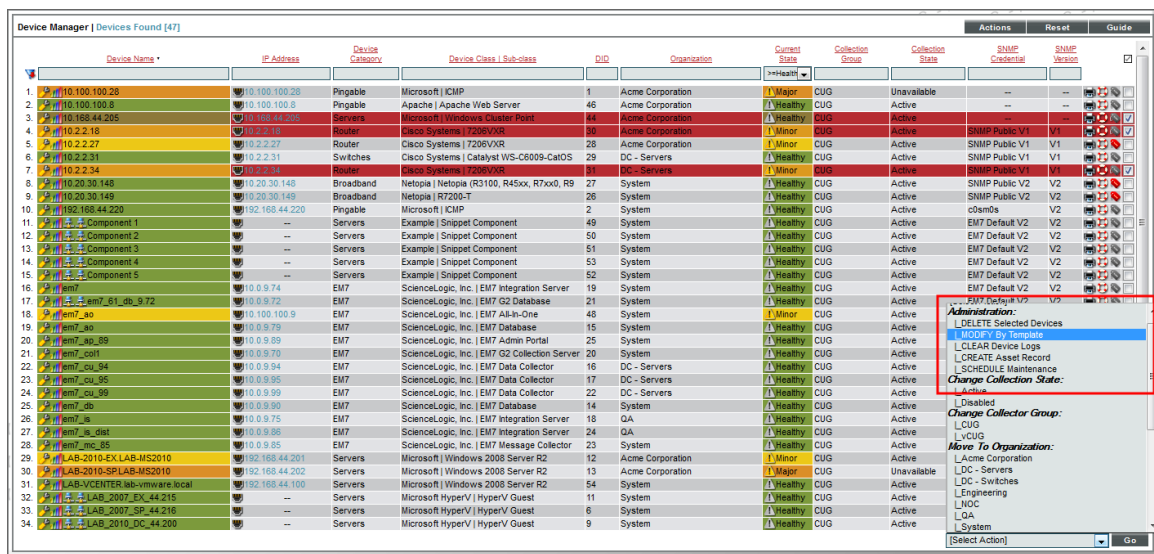 Device Manager | Devices Found [47] Actions Reset Guide
Device Name • IP Address Device Category Device Class | Sub-class DID Organization Current State Collection Group Collection State SNMP Credential SNMP Version
>=Health
1. 10.100.100.28 10.100.100.28 Pingable Microsoft | ICMP 1 Acme Corporation Major CUG Unavailable -- --
2. 10.100.100.8 10.100.100.8 Pingable Apache | Apache Web Server 46 Acme Corporation Healthy CUG Active -- --
3. 10.168.44.205 10.168.44.205 Servers Microsoft | Windows Cluster Point 44 Acme Corporation Healthy CUG Active -- --
4. 10.2.2.18 10.2.2.18 Router Cisco Systems | 7206VXR 30 Acme Corporation Minor CUG Active SNMP Public V1 V1
5. 10.2.2.27 10.2.2.27 Router Cisco Systems | 7206VXR 28 Acme Corporation Minor CUG Active SNMP Public V1 V1
6. 10.2.2.31 10.2.2.31 Switches Cisco Systems | Catalyst WS-C6009-CatOS 29 DC - Servers Healthy CUG Active SNMP Public V1 V1
7. 10.2.2.34 10.2.2.34 Router Cisco Systems | 7206VXR 31 DC - Servers Minor CUG Active SNMP Public V1 V1
8. 10.20.30.148 10.20.30.148 Broadband Netopia | Netopia (R3100, R45xx, R7xx0, R9 27 System Healthy CUG Active SNMP Public V2 V2
9. 10.20.30.149 10.20.30.149 Broadband Netopia | R7200-T 26 System Healthy CUG Active SNMP Public V2 V2
10. 192.168.44.220 192.168.44.220 Pingable Microsoft | ICMP 2 System Healthy CUG Active c0sm0s V2
11. Component 1 -- Servers Example | Snippet Component 49 System Healthy CUG Active EM7 Default V2 V2
12. Component 2 -- Servers Example | Snippet Component 50 System Healthy CUG Active EM7 Default V2 V2
13. Component 3 -- Servers Example | Snippet Component 51 System Healthy CUG Active EM7 Default V2 V2
14. Component 4 -- Servers Example | Snippet Component 53 System Healthy CUG Active EM7 Default V2 V2
15. Component 5 -- Servers Example | Snippet Component 52 System Healthy CUG Active EM7 Default V2 V2
16. em7 10.0.9.74 EM7 ScienceLogic, Inc. | EM7 Integration Server 19 System Healthy CUG Active EM7 Default V2 V2
17. em7_61_db_9.72 10.0.9.72 EM7 ScienceLogic, Inc. | EM7 G2 Database 21 System Healthy CUG Active EM7 Default V2 V2
18. em7_ao 10.100.100.9 EM7 ScienceLogic, Inc. | EM7 All-In-One 48 System Minor CUG Active
19. em7_ao 10.0.9.79 EM7 ScienceLogic, Inc. | EM7 Database 15 System Healthy CUG Active
20. em7_ap_89 10.0.9.89 EM7 ScienceLogic, Inc. | EM7 Admin Portal 25 System Healthy CUG Active
21. em7_col1 10.0.9.70 EM7 ScienceLogic, Inc. | EM7 G2 Collection Server 20 System Healthy CUG Active
22. em7_cu_94 10.0.9.94 EM7 ScienceLogic, Inc. | EM7 Data Collector 16 DC - Servers Healthy CUG Active
23. em7_cu_95 10.0.9.95 EM7 ScienceLogic, Inc. | EM7 Data Collector 17 DC - Servers Healthy CUG Active
24. em7_cu_99 10.0.9.99 EM7 ScienceLogic, Inc. | EM7 Data Collector 22 DC - Servers Healthy CUG Active
25. em7_db 10.0.9.90 EM7 ScienceLogic, Inc. | EM7 Database 14 System Healthy CUG Active
26. em7_is 10.0.9.75 EM7 ScienceLogic, Inc. | EM7 Integration Server 18 QA Healthy CUG Active
27. em7_is_dist 10.0.9.86 EM7 ScienceLogic, Inc. | EM7 Integration Server 24 QA Healthy CUG Active
28. em7_mc_85 10.0.9.85 EM7 ScienceLogic, Inc. | EM7 Message Collector 23 System Healthy CUG Active
29. LAB-2010-EX.LAB-MS2010 192.168.44.201 Servers Microsoft | Windows 2008 Server R2 12 Acme Corporation Minor CUG Active
30. LAB-2010-SP.LAB-MS2010 192.168.44.202 Servers Microsoft | Windows 2008 Server R2 13 Acme Corporation Major CUG Unavailable
31. LAB-VCENTER.lab-vmware.local 192.168.44.100 Servers Microsoft | Windows 2008 Server R2 54 System Healthy CUG Active
32. LAB_2007_EX_44.215 -- Servers Microsoft HyperV | HyperV Guest 11 System Healthy CUG Active
33. LAB_2007_SP_44.216 -- Servers Microsoft HyperV | HyperV Guest 6 System Healthy CUG Active
34. LAB_2010_DC_44.200 -- Servers Microsoft HyperV | HyperV Guest 9 System Healthy CUG Active
Administration:
|_DELETE Selected Devices
|_MODIFY By Template
|_CLEAR Device Logs
|_CREATE Asset Record
|_SCHEDULE Maintenance
Change Collection State:
|_Active
|_Disabled
Change Collector Group:
|_CUG
|_vCUG
Move To Organization:
|_Acme Corporation
|_DC - Servers
|_DC - Switches
|_Engineering
|_NOC
|_QA
|_System
[Select Action] Go